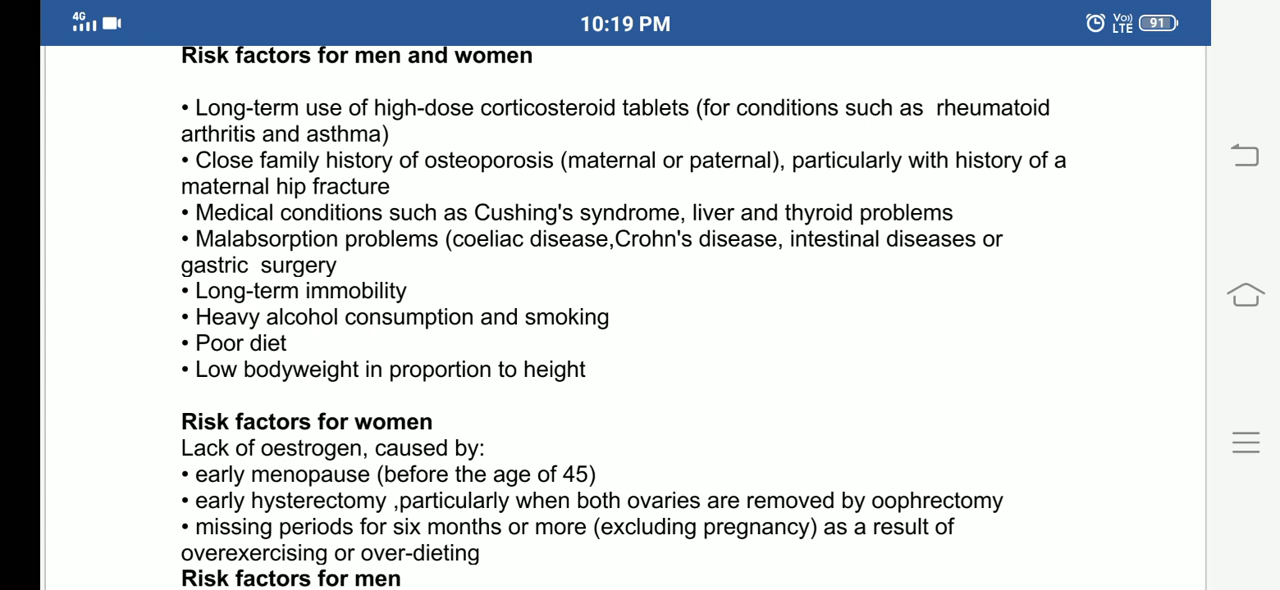 4G
10:19 PM
Vo))
LTE
91
Risk factors for men and women
• Long-term use of high-dose corticosteroid tablets (for conditions such as  rheumatoid
arthritis and asthma)
• Close family history of osteoporosis (maternal or paternal), particularly with history of a
maternal hip fracture
• Medical conditions such as Cushing's syndrome, liver and thyroid problems
• Malabsorption problems (coeliac disease,Crohn's disease, intestinal diseases or
gastric  surgery
• Long-term immobility
• Heavy alcohol consumption and smoking
• Poor diet
• Low bodyweight in proportion to height
Risk factors for women
Lack of oestrogen, caused by:
• early menopause (before the age of 45)
• early hysterectomy ,particularly when both ovaries are removed by oophrectomy
• missing periods for six months or more (excluding pregnancy) as a result of
overexercising or over-dieting
Risk factors for men